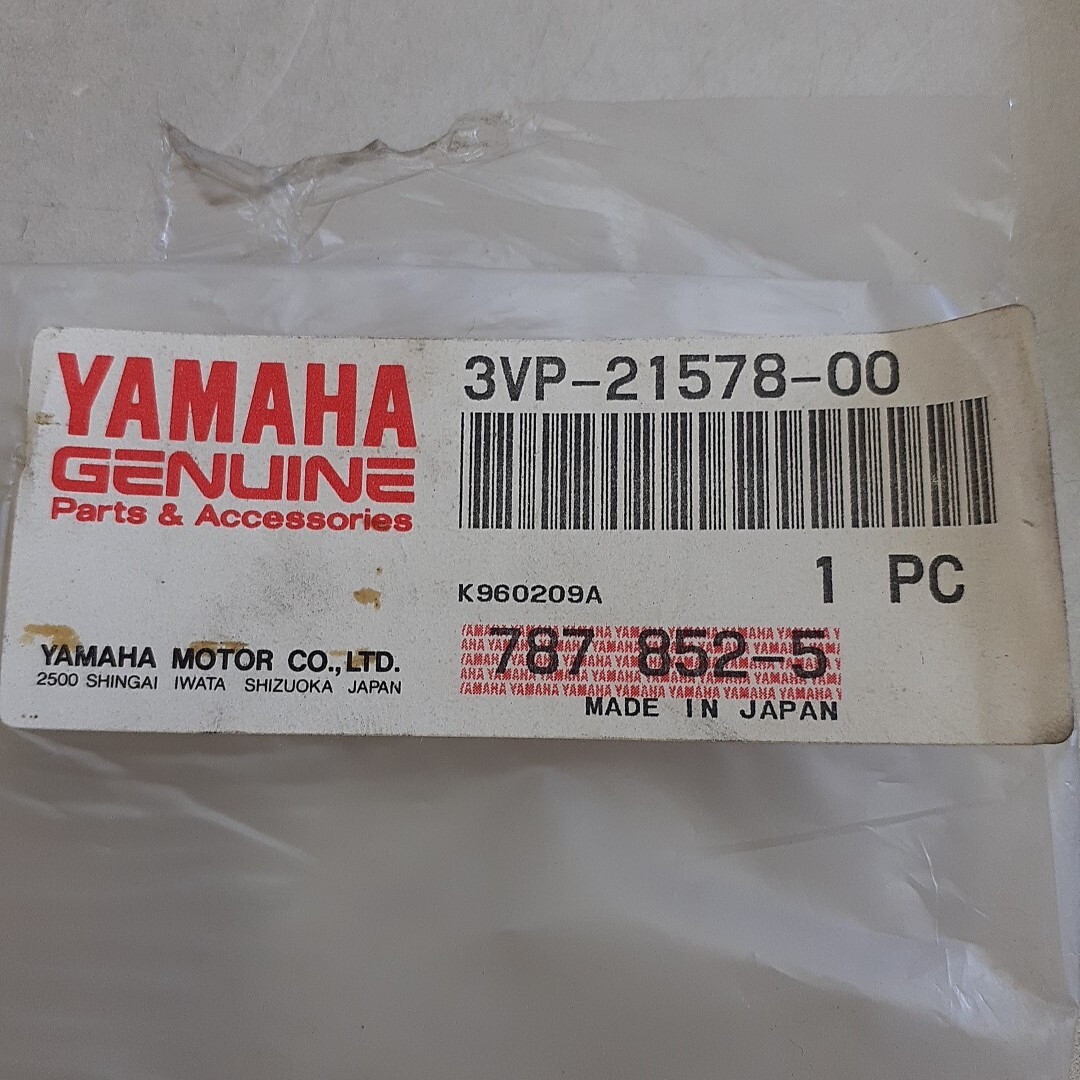 YAMAHA
GENUINE
Parts & Accessories
3VP-21578-00
K960209A
1 PC
YAMAHA MOTOR CO., LTD.
2500 SHINGAI IWATA SHIZUOKA JAPAN
787 852-5
MADE IN JAPAN